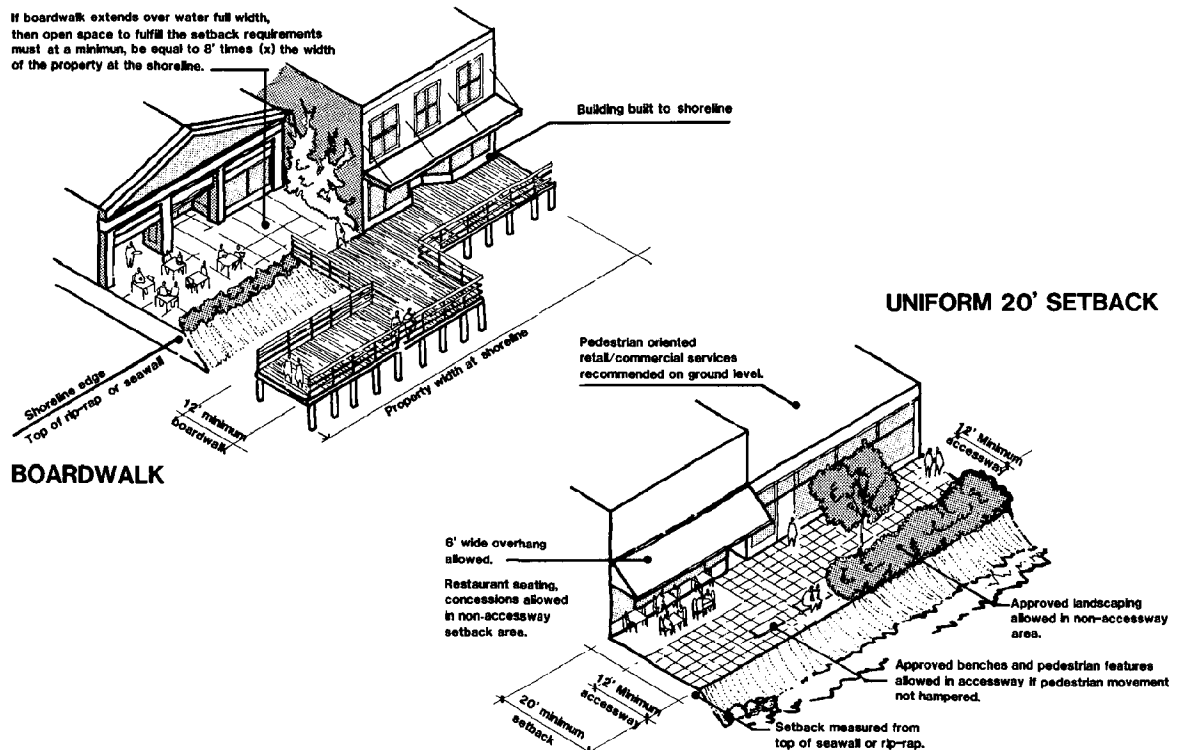 If boardwalk extends over water full width,
then open space to fulfill the setback requirements
must at a minimun, be equal to 8' times (x) the width
of the property at the shoreline.
Building built to shoreline
Shoreline edge
Top of rip-rap or seawall
12' minimum
boardwalk
Property width at shoreline
BOARDWALK
UNIFORM 20' SETBACK
Pedestrian oriented
retail/commercial services
recommended on ground level.
12' Minimum
accessway
6' wide overhang
allowed.
Restaurant seating,
concessions allowed
in non-accessway
setback area.
Approved landscaping
allowed in non-accessway
area.
Approved benches and pedestrian features
allowed in accessway if pedestrian movement
not hampered.
12' Minimum
accessway
20' minimum
setback
Setback measured from
top of seawall or rip-rap.